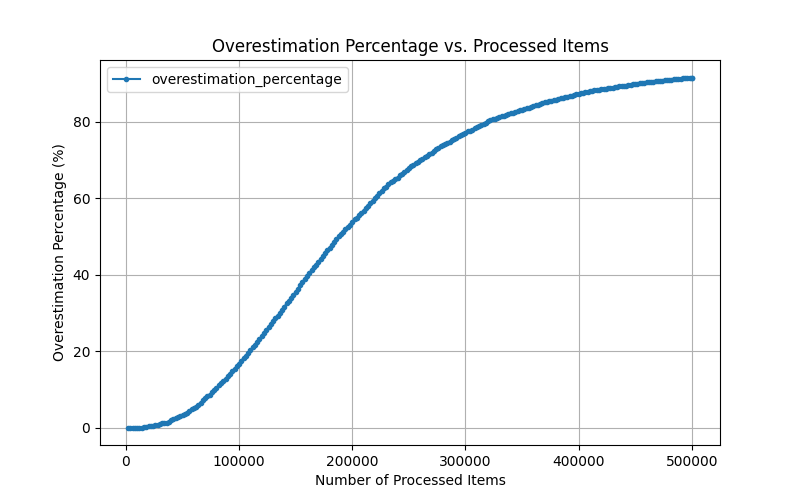 Overestimation Percentage vs. Processed Items
overestimation_percentage
Overestimation Percentage (%)
80
60
40
20
0
0 100000 200000 300000 400000 500000
Number of Processed Items